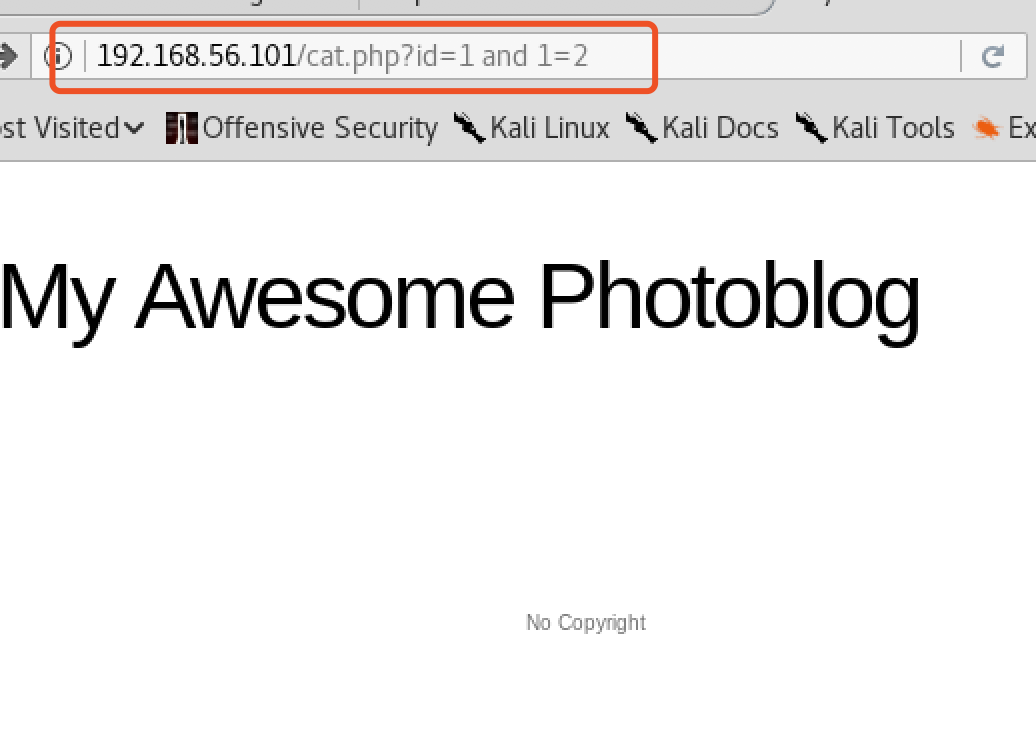 192.168.56.101/cat.php?id=1 and 1=2
st Visited Offensive Security Kali Linux Kali Docs Kali Tools Ex
My Awesome Photoblog
No Copyright